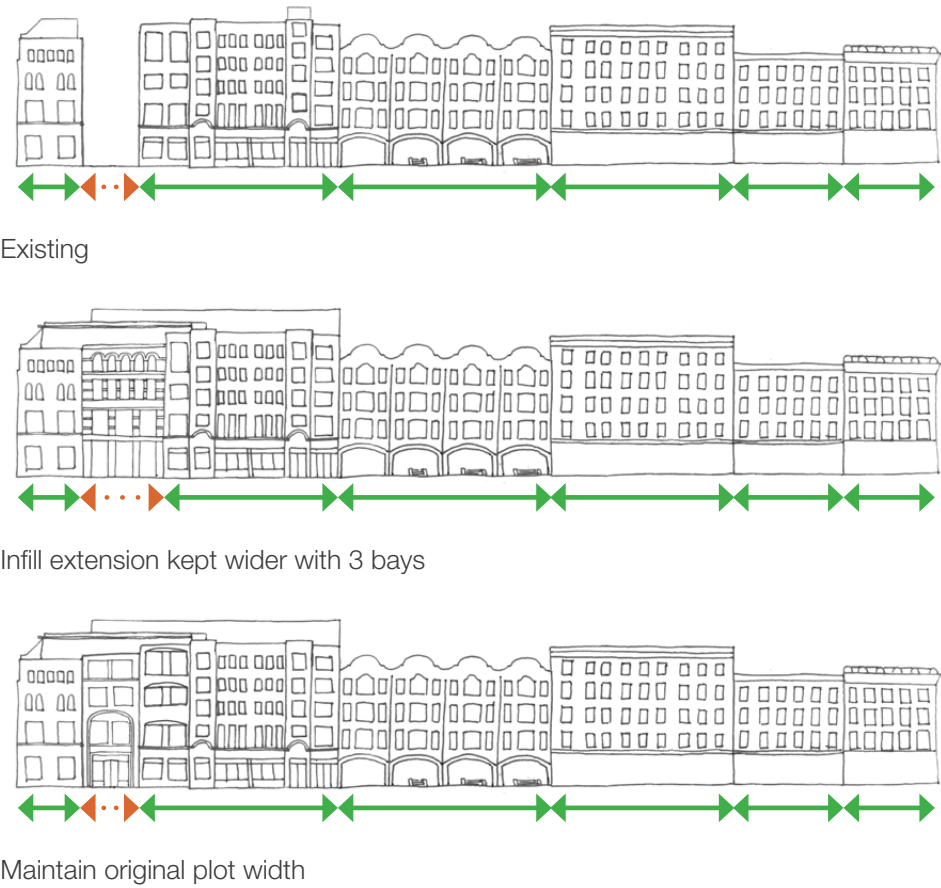 Existing
Infill extension kept wider with 3 bays
Maintain original plot width